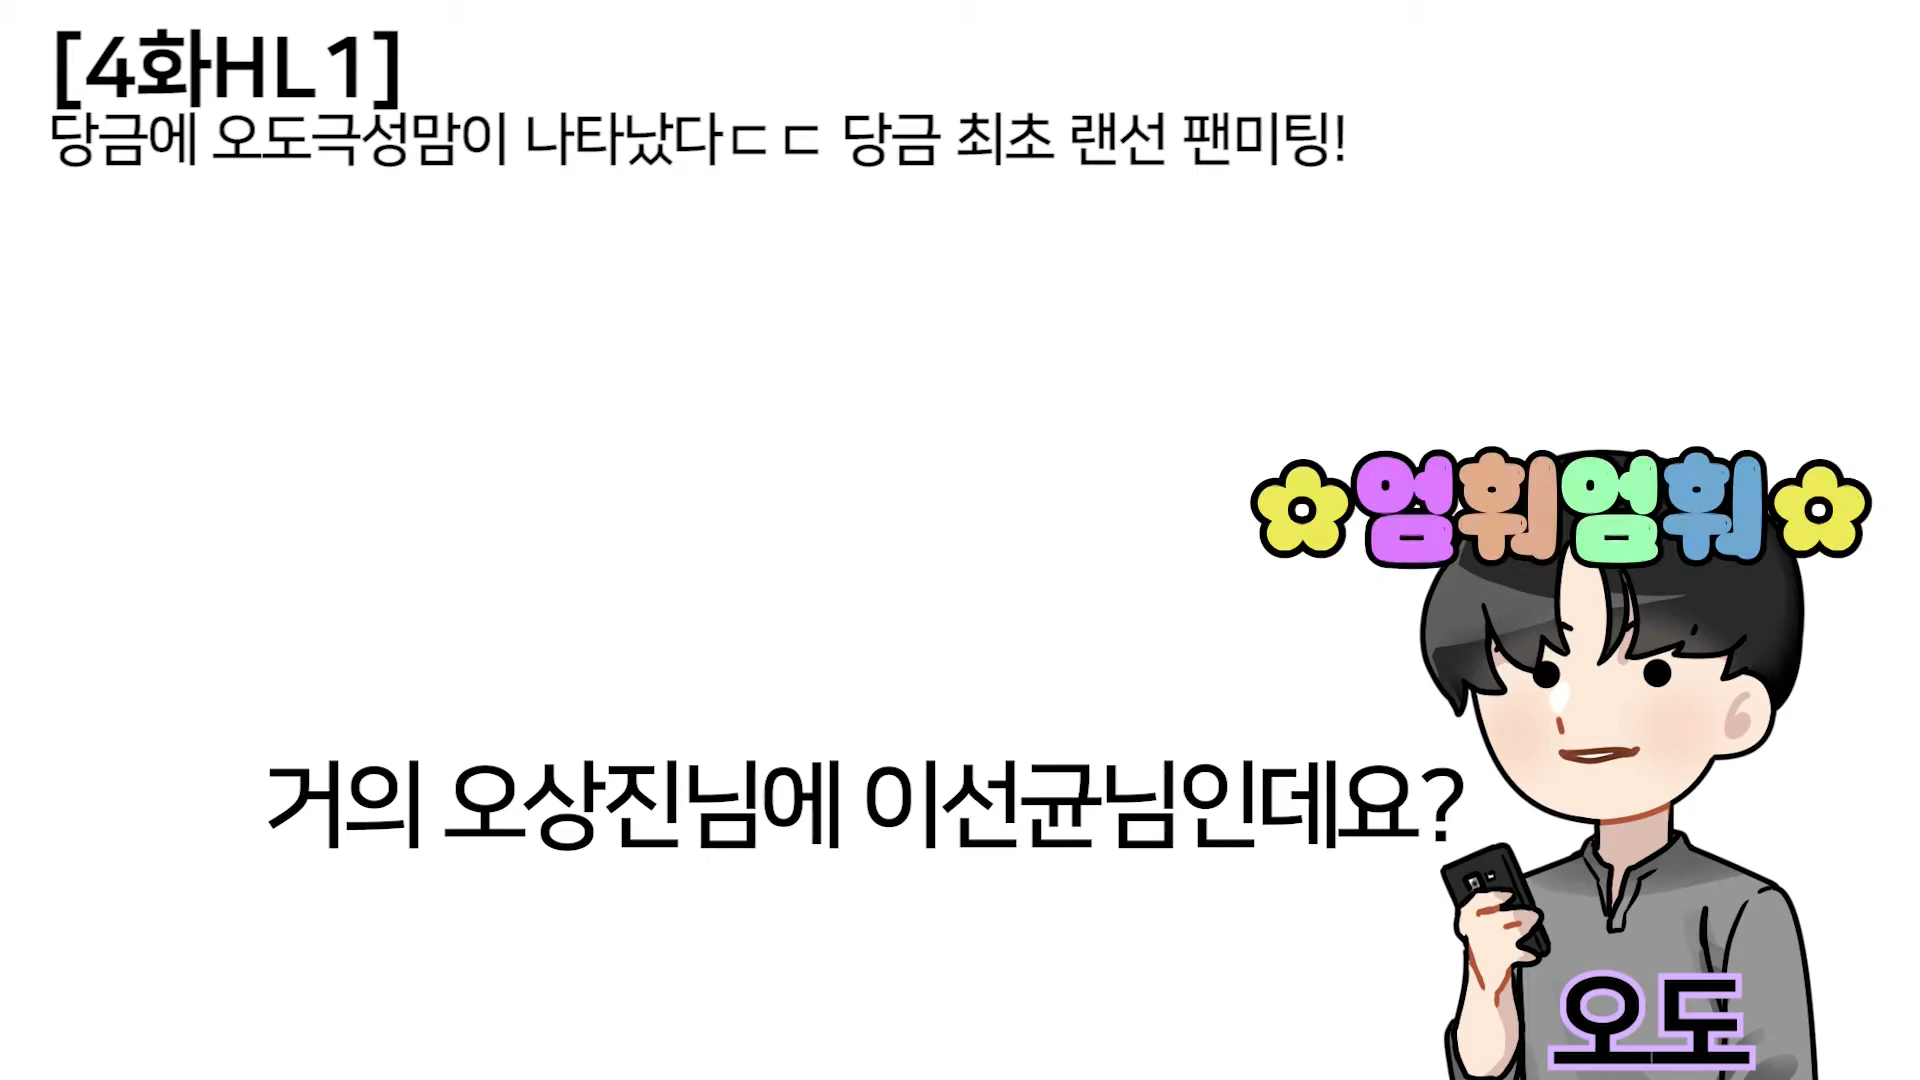 [4화HL1]
당금에 오도극성맘이 나타났다ㄷㄷ 당금 최초 랜선 팬미팅!
✿엄휘엄휘✿
거의 오상진님에 이선균님인데요?
오도